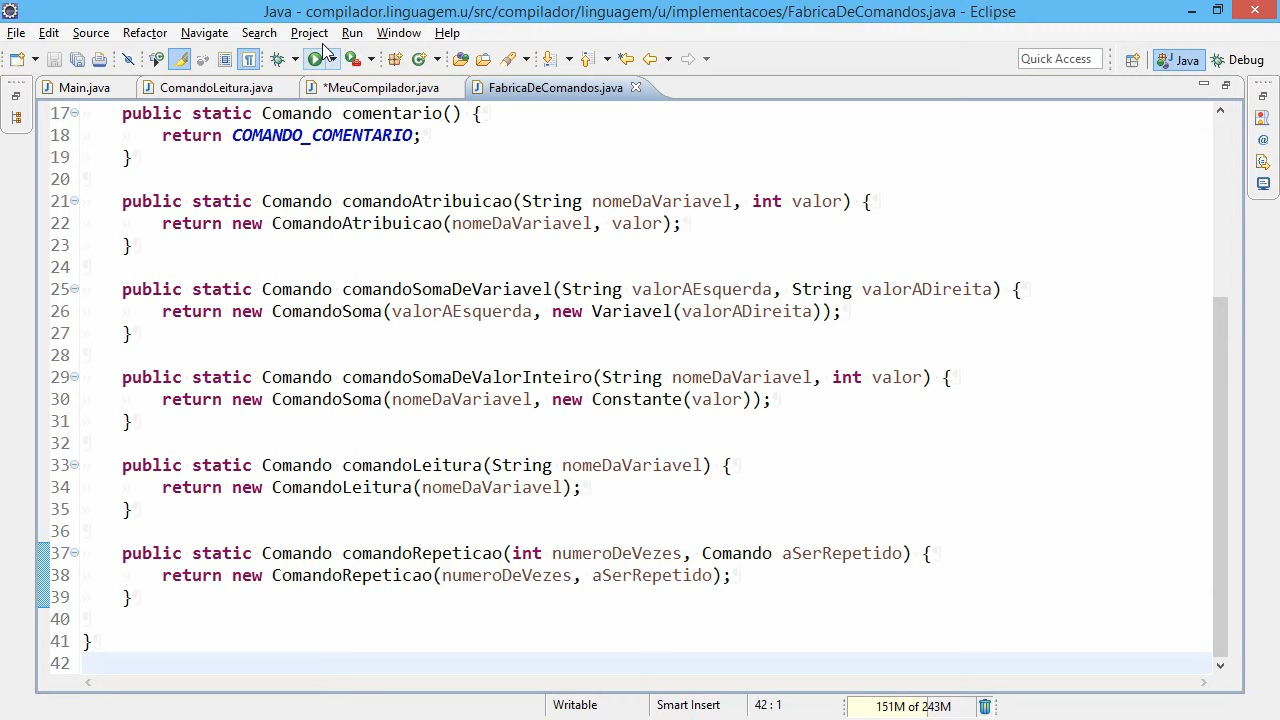 Java - compilador.linguagem.u/src/compilador/linguagem/u/implementacoes/FabricaDeComandos.java - Eclipse
File Edit Source Refactor Navigate Search Project Run Window Help
Quick Access Java Debug
Main.java ComandoLeitura.java *MeuCompilador.java FabricaDeComandos.java
17 public static Comando comentario() {
18 return COMANDO_COMENTARIO;
19 }
20
21 public static Comando comandoAtribuicao(String nomeDaVariavel, int valor) {
22 return new ComandoAtribuicao(nomeDaVariavel, valor);
23 }
24
25 public static Comando comandoSomaDeVariavel(String valorAEsquerda, String valorADireita) {
26 return new ComandoSoma(valorAEsquerda, new Variavel(valorADireita));
27 }
28
29 public static Comando comandoSomaDeValorInteiro(String nomeDaVariavel, int valor) {
30 return new ComandoSoma(nomeDaVariavel, new Constante(valor));
31 }
32
33 public static Comando comandoLeitura(String nomeDaVariavel) {
34 return new ComandoLeitura(nomeDaVariavel);
35 }
36
37 public static Comando comandoRepeticao(int numeroDeVezes, Comando aSerRepetido) {
38 return new ComandoRepeticao(numeroDeVezes, aSerRepetido);
39 }
40
41 }
42
Writable Smart Insert 42 : 1 151M of 243M